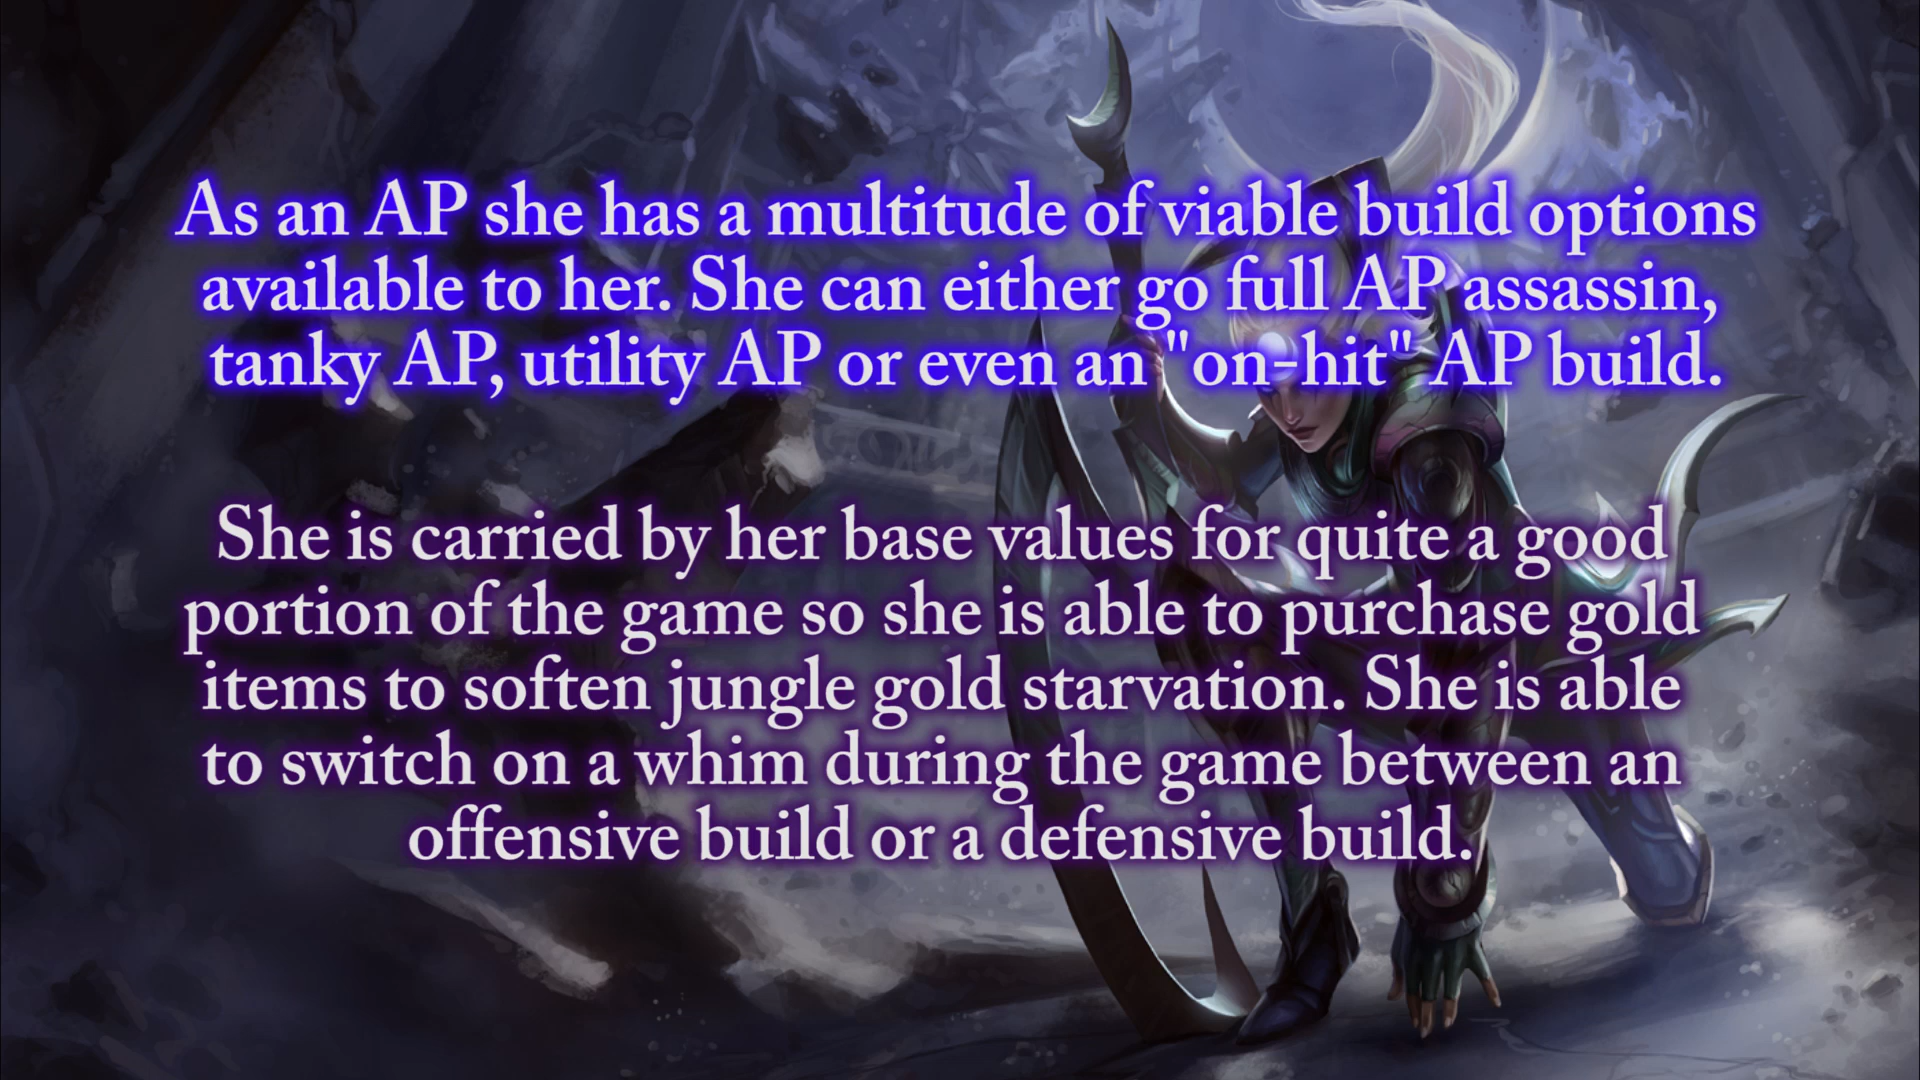 As an AP she has a multitude of viable build options
available to her. She can either go full AP assassin,
tanky AP, utility AP or even an "on-hit" AP build.
She is carried by her base values for quite a good
portion of the game so she is able to purchase gold
items to soften jungle gold starvation. She is able
to switch on a whim during the game between an
offensive build or a defensive build.